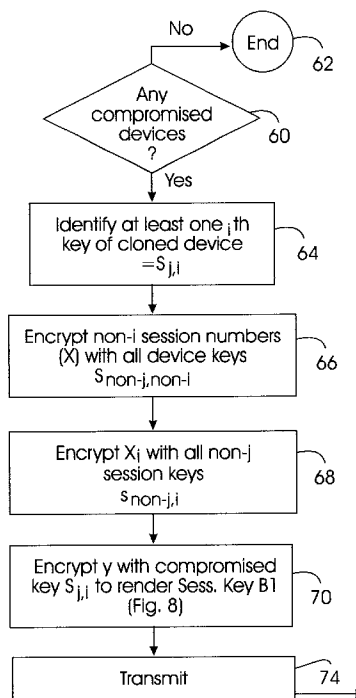 No
End
62
Any
compromised
devices
?
60
Yes
Identify at least one ith
key of cloned device
=Sj,i
64
Encrypt non-i session numbers
(X) with all device keys
Snon-j,non-i
66
Encrypt Xi with all non-j
session keys
snon-j,i
68
Encrypt y with compromised
key Sj,i to render Sess. Key B1
(Fig. 8)
70
Transmit
74